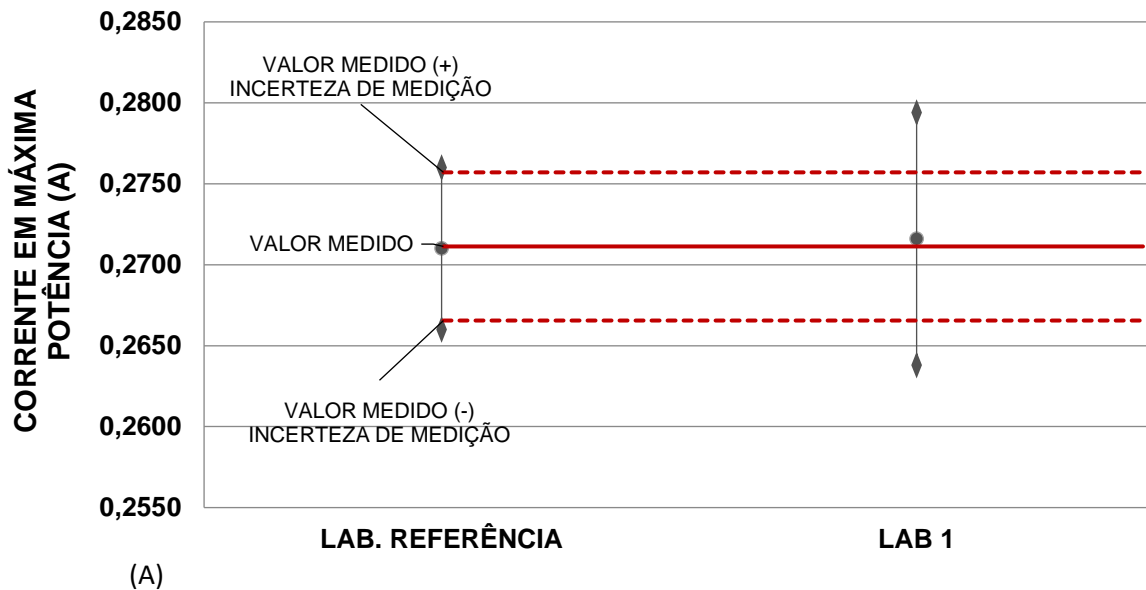 CORRENTE EM MÁXIMA
POTÊNCIA (A)
0,2850
0,2800
0,2750
0,2700
0,2650
0,2600
0,2550
VALOR MEDIDO (+)
INCERTEZA DE MEDIÇÃO
VALOR MEDIDO
VALOR MEDIDO (-)
INCERTEZA DE MEDIÇÃO
LAB. REFERÊNCIA
LAB 1
(A)